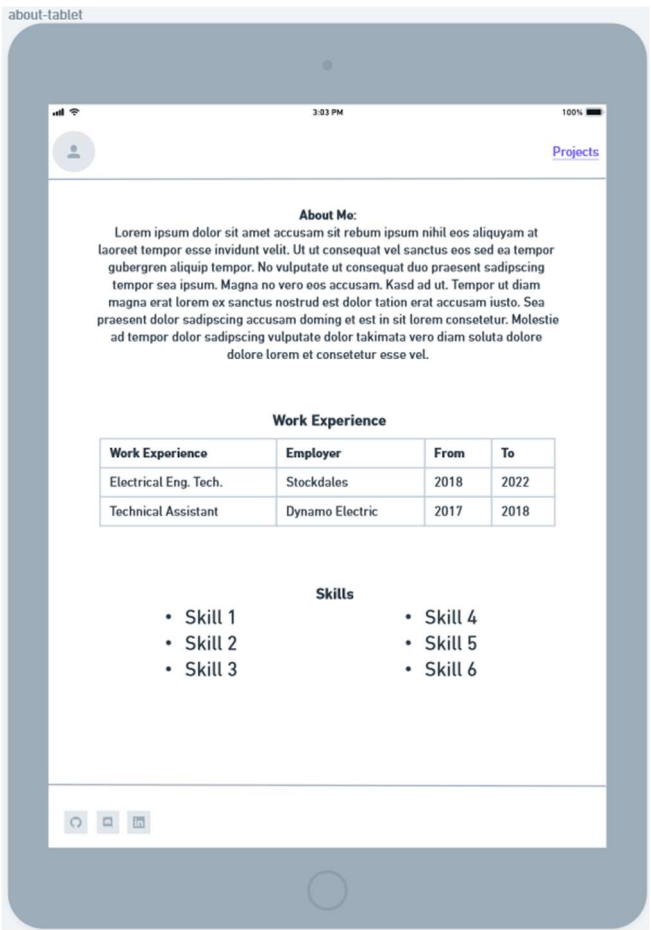 about-tablet
3:03 PM
100%
Projects
About Me:
Lorem ipsum dolor sit amet accusam sit rebum ipsum nihil eos aliquyam at
laoreet tempor esse invidunt velit. Ut ut consequat vel sanctus eos sed ea tempor
gubergren aliquip tempor. No vulputate ut consequat duo praesent sadipscing
tempor sea ipsum. Magna no vero eos accusam. Kasd ad ut. Tempor ut diam
magna erat lorem ex sanctus nostrud est dolor tation erat accusam iusto. Sea
praesent dolor sadipscing accusam doming et est in sit lorem consetetur. Molestie
ad tempor dolor sadipscing vulputate dolor takimata vero diam soluta dolore
dolore lorem et consetetur esse vel.
Work Experience
Work Experience Employer From To
Electrical Eng. Tech. Stockdales 2018 2022
Technical Assistant Dynamo Electric 2017 2018
Skills
• Skill 1 • Skill 4
• Skill 2 • Skill 5
• Skill 3 • Skill 6
in